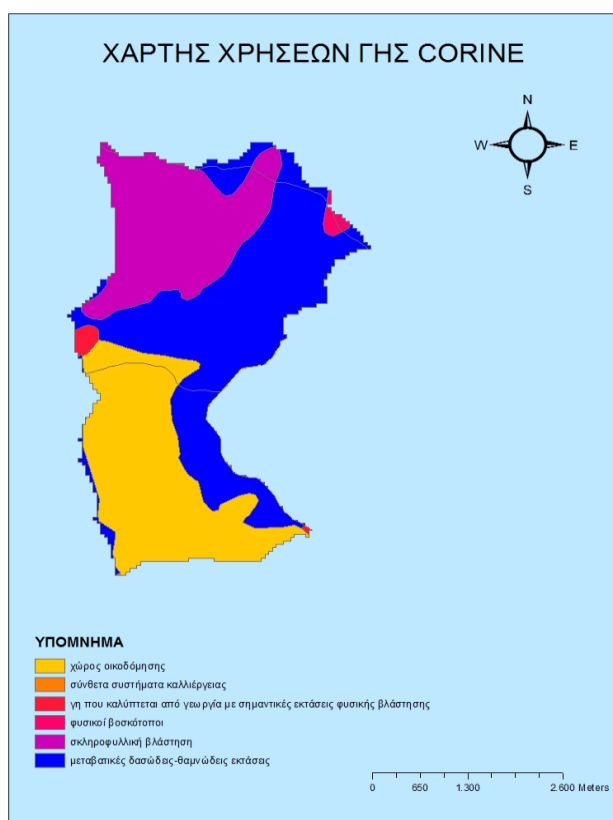 ΧΑΡΤΗΣ ΧΡΗΣΕΩΝ ΓΗΣ CORINE
N
W E
S
ΥΠΟΜΝΗΜΑ
χώρος οικοδόμησης
σύνθετα συστήματα καλλιέργειας
γη που καλύπτεται από γεωργία με σημαντικές εκτάσεις φυσικής βλάστησης
φυσικοί βοσκότοποι
σκληροφυλλική βλάστηση
μεταβατικές δασώδεις-θαμνώδεις εκτάσεις
0 650 1.300 2.600 Meters